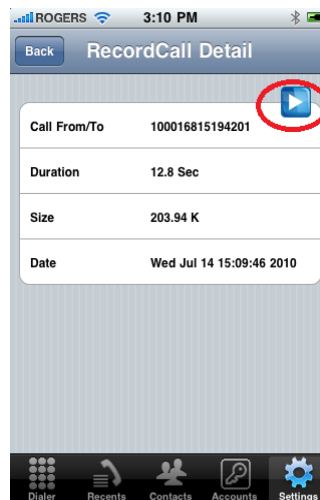 ROGERS 3:10 PM
Back RecordCall Detail
Call From/To 100016815194201
Duration 12.8 Sec
Size 203.94 K
Date Wed Jul 14 15:09:46 2010
Dialer Recents Contacts Accounts Settings